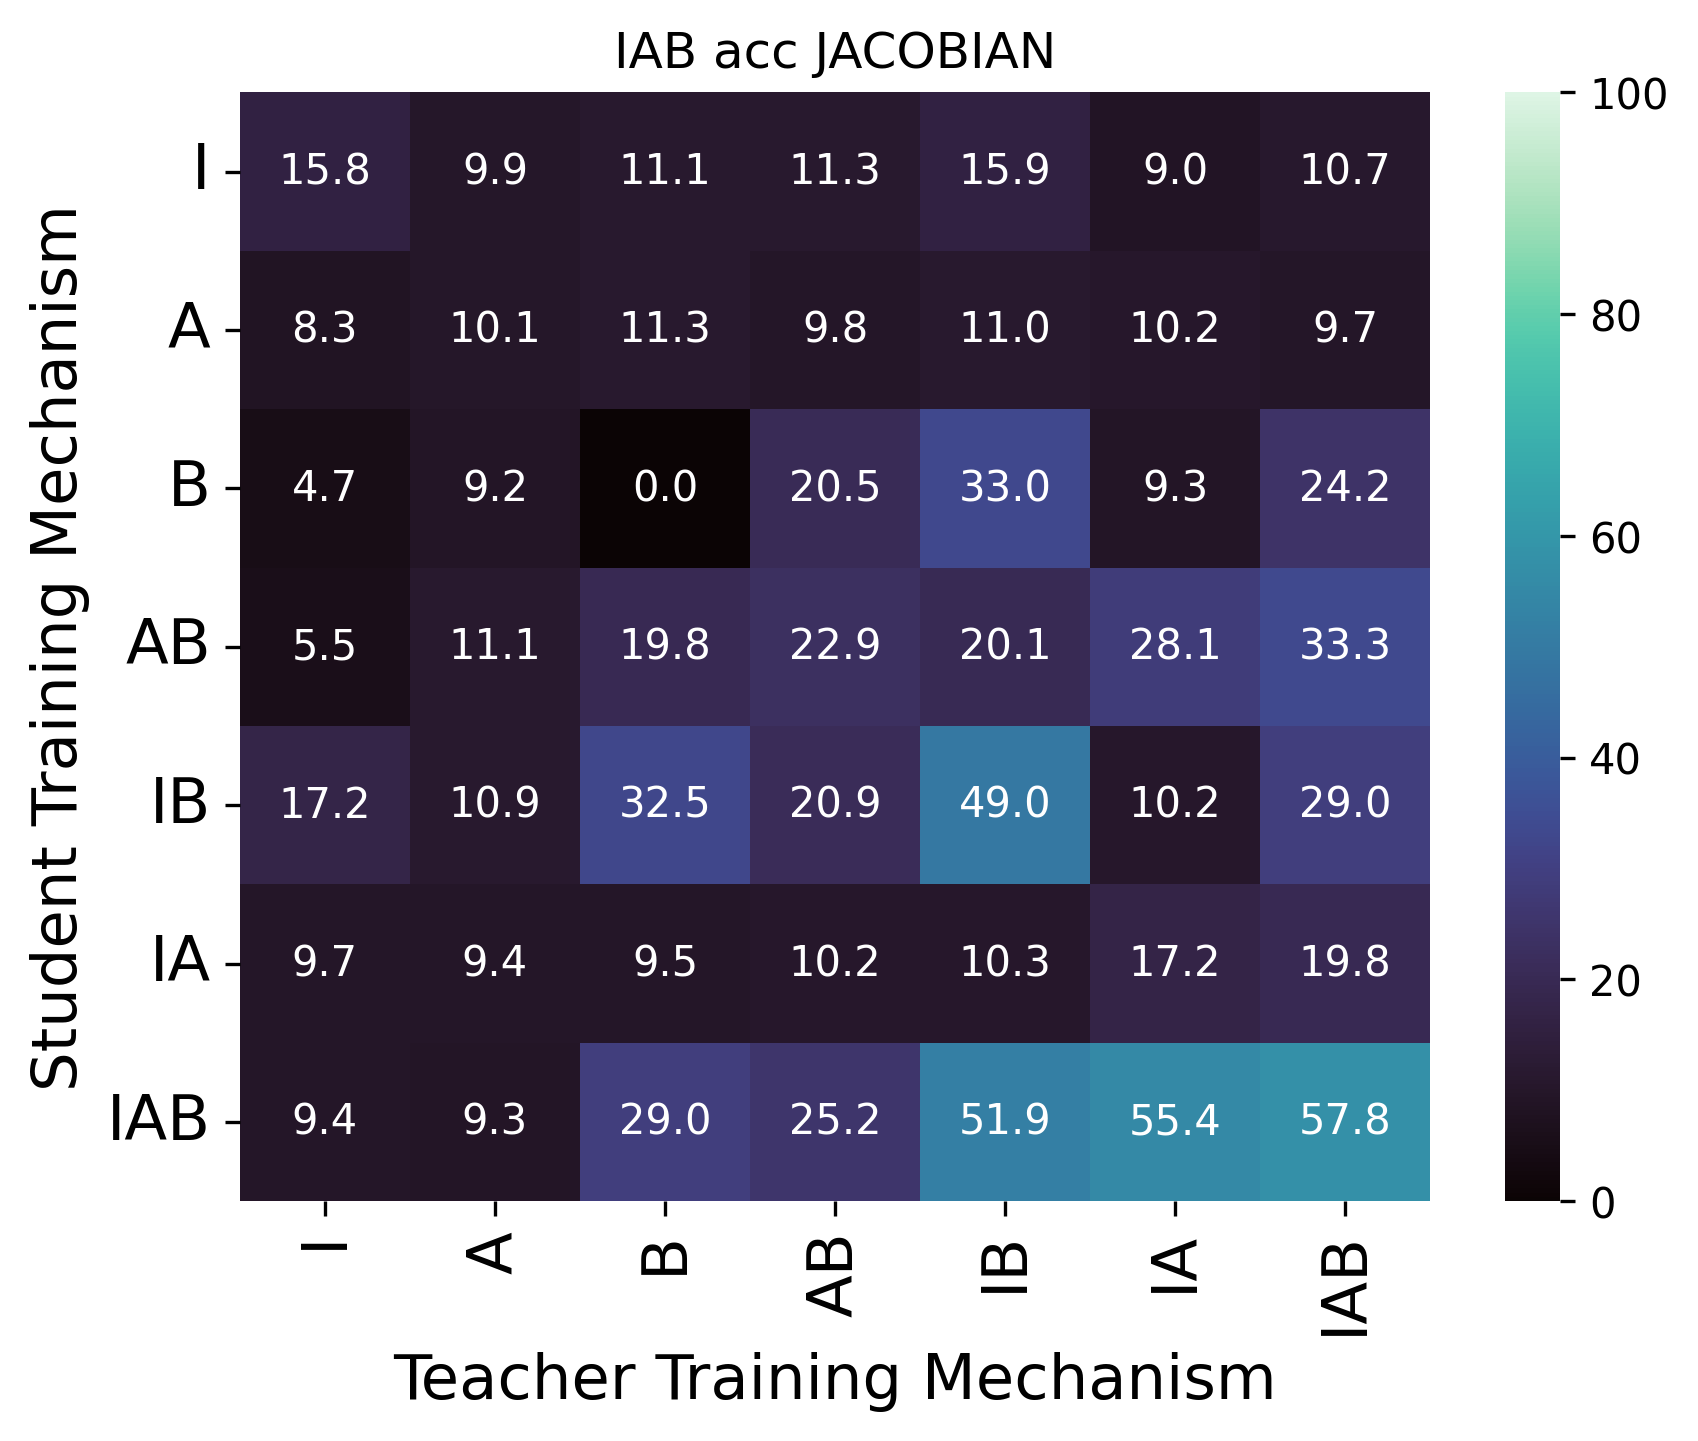 IAB acc JACOBIAN
I 15.8 9.9 11.1 11.3 15.9 9.0 10.7
A 8.3 10.1 11.3 9.8 11.0 10.2 9.7
B 4.7 9.2 0.0 20.5 33.0 9.3 24.2
AB 5.5 11.1 19.8 22.9 20.1 28.1 33.3
IB 17.2 10.9 32.5 20.9 49.0 10.2 29.0
IA 9.7 9.4 9.5 10.2 10.3 17.2 19.8
IAB 9.4 9.3 29.0 25.2 51.9 55.4 57.8
I A B AB IB IA IAB
Teacher Training Mechanism
Student Training Mechanism
100
80
60
40
20
0